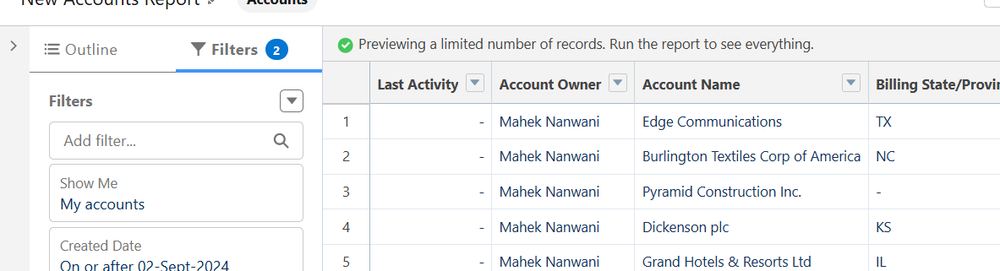 New Accounts Report Accounts
Outline
Filters 2
Filters
Add filter...
Show Me
My accounts
Created Date
On or after 02-Sept-2024
Previewing a limited number of records. Run the report to see everything.
Last Activity Account Owner Account Name Billing State/Provin
1 - Mahek Nanwani Edge Communications TX
2 - Mahek Nanwani Burlington Textiles Corp of America NC
3 - Mahek Nanwani Pyramid Construction Inc. -
4 - Mahek Nanwani Dickenson plc KS
5 - Mahek Nanwani Grand Hotels & Resorts Ltd IL